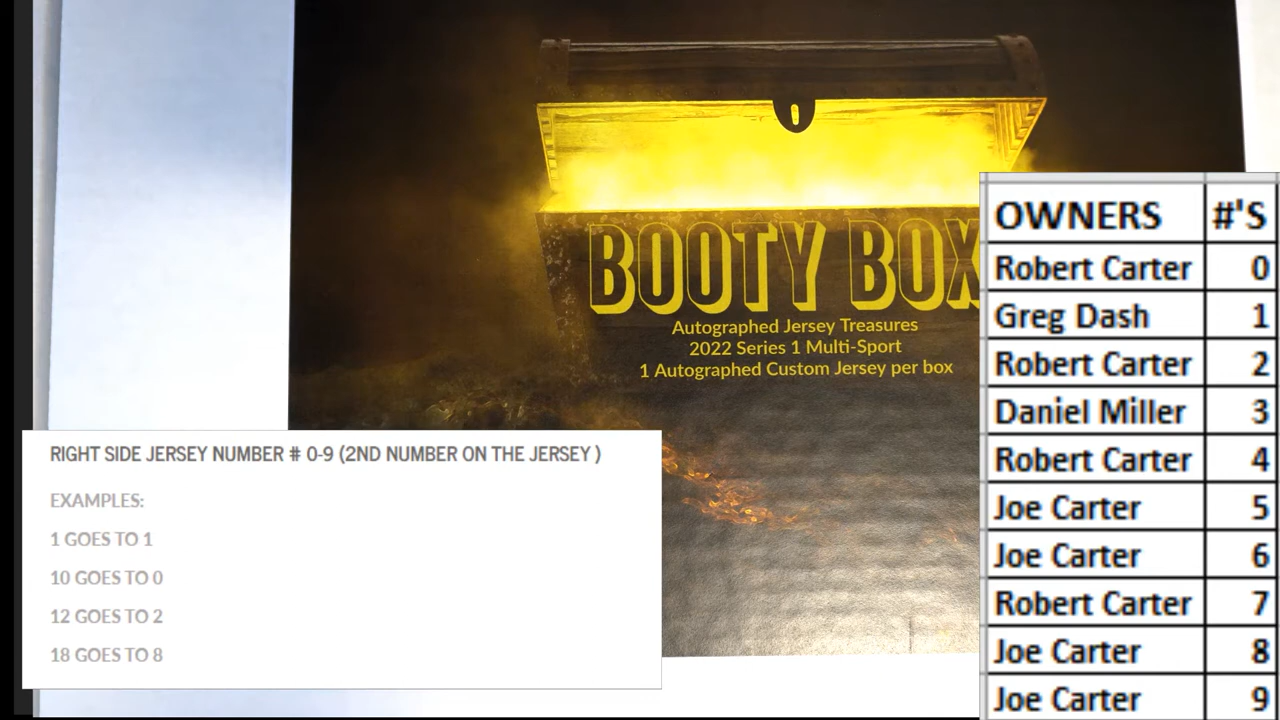 BOOTY BOX
Autographed Jersey Treasures
2022 Series 1 Multi-Sport
1 Autographed Custom Jersey per box
RIGHT SIDE JERSEY NUMBER # 0-9 (2ND NUMBER ON THE JERSEY )
EXAMPLES:
1 GOES TO 1
10 GOES TO 0
12 GOES TO 2
18 GOES TO 8
OWNERS #'S
Robert Carter 0
Greg Dash 1
Robert Carter 2
Daniel Miller 3
Robert Carter 4
Joe Carter 5
Joe Carter 6
Robert Carter 7
Joe Carter 8
Joe Carter 9